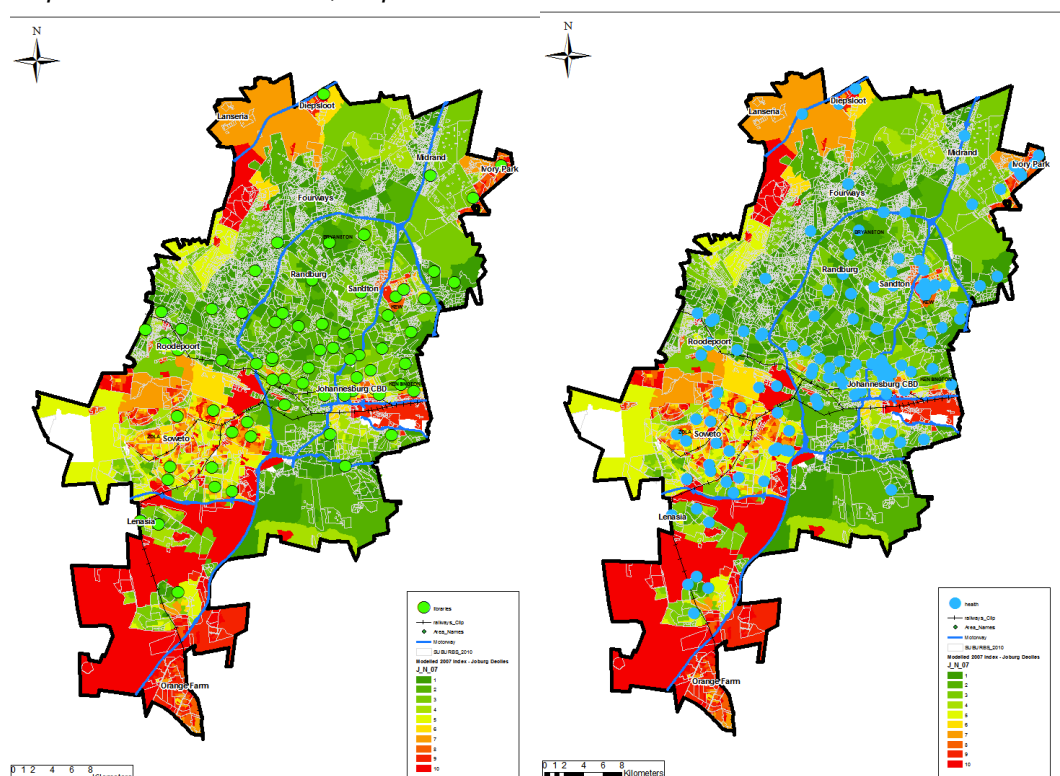 N
Diepsloot
Lanseria
Midrand
Ivory Park
Fourways
BRYANSTON
Randburg
Sandton
Roodepoort
Johannesburg CBD
Soweto
Lenasia
Orange Farm
libraries
railways_Clip
Area_Names
Motorway
SUBURBS_2010
Modelled 2007 Index - Joburg Deciles
J_N_07
1
2
3
4
5
6
7
8
9
10
0 1 2 4 6 8
Kilometers
N
Diepsloot
Lanseria
Midrand
Ivory Park
Fourways
BRYANSTON
Randburg
Sandton
Roodepoort
Johannesburg CBD
Soweto
Lenasia
Orange Farm
health
railways_Clip
Area_Names
Motorway
SUBURBS_2010
Modelled 2007 Index - Joburg Deciles
J_N_07
1
2
3
4
5
6
7
8
9
10
0 1 2 4 6 8
Kilometers